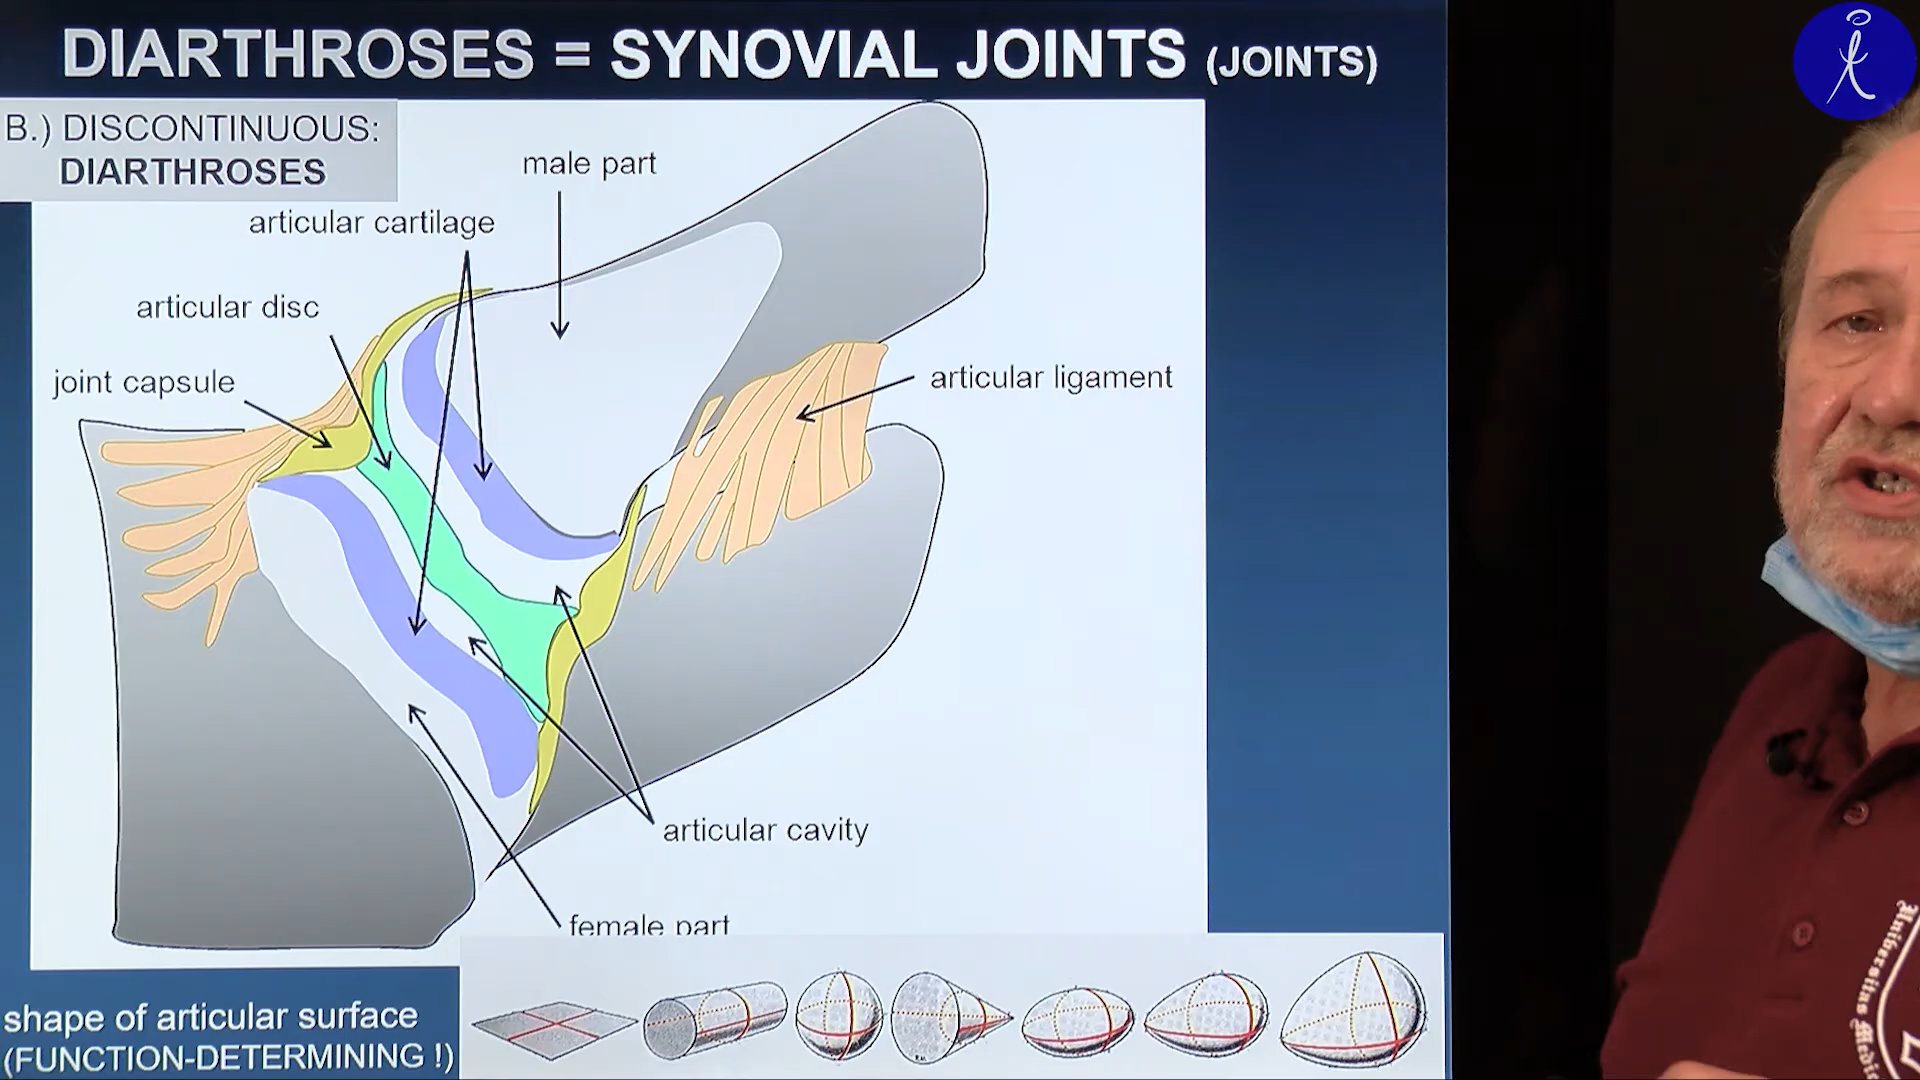 DIARTHROSES = SYNOVIAL JOINTS (JOINTS)
B.) DISCONTINUOUS:
DIARTHROSES
male part
articular cartilage
articular disc
joint capsule
articular ligament
articular cavity
female part
shape of articular surface
(FUNCTION-DETERMINING !)
Universitas